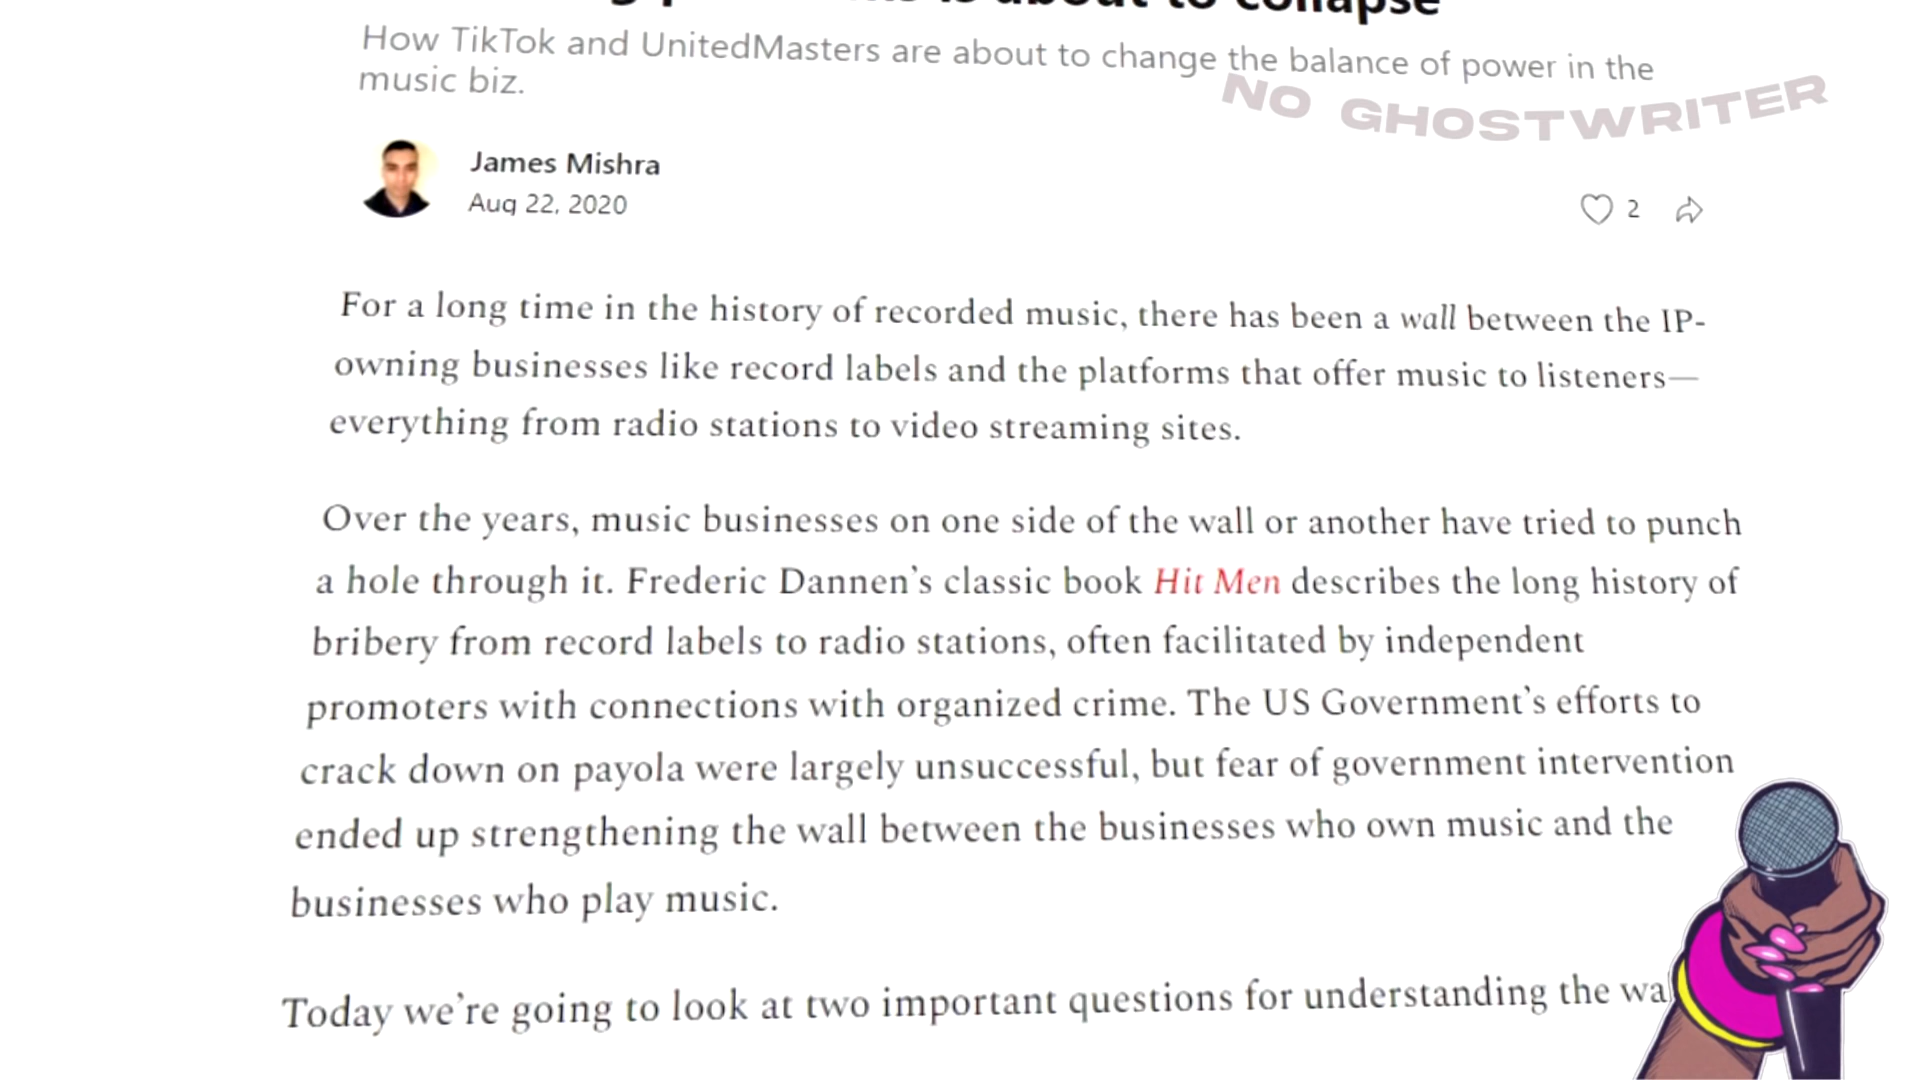 is about to collapse
How TikTok and UnitedMasters are about to change the balance of power in the
music biz.
NO GHOSTWRITER
James Mishra
Aug 22, 2020
2
For a long time in the history of recorded music, there has been a wall between the IP-
owning businesses like record labels and the platforms that offer music to listeners—
everything from radio stations to video streaming sites.
Over the years, music businesses on one side of the wall or another have tried to punch
a hole through it. Frederic Dannen's classic book Hit Men describes the long history of
bribery from record labels to radio stations, often facilitated by independent
promoters with connections with organized crime. The US Government's efforts to
crack down on payola were largely unsuccessful, but fear of government intervention
ended up strengthening the wall between the businesses who own music and the
businesses who play music.
Today we're going to look at two important questions for understanding the wa